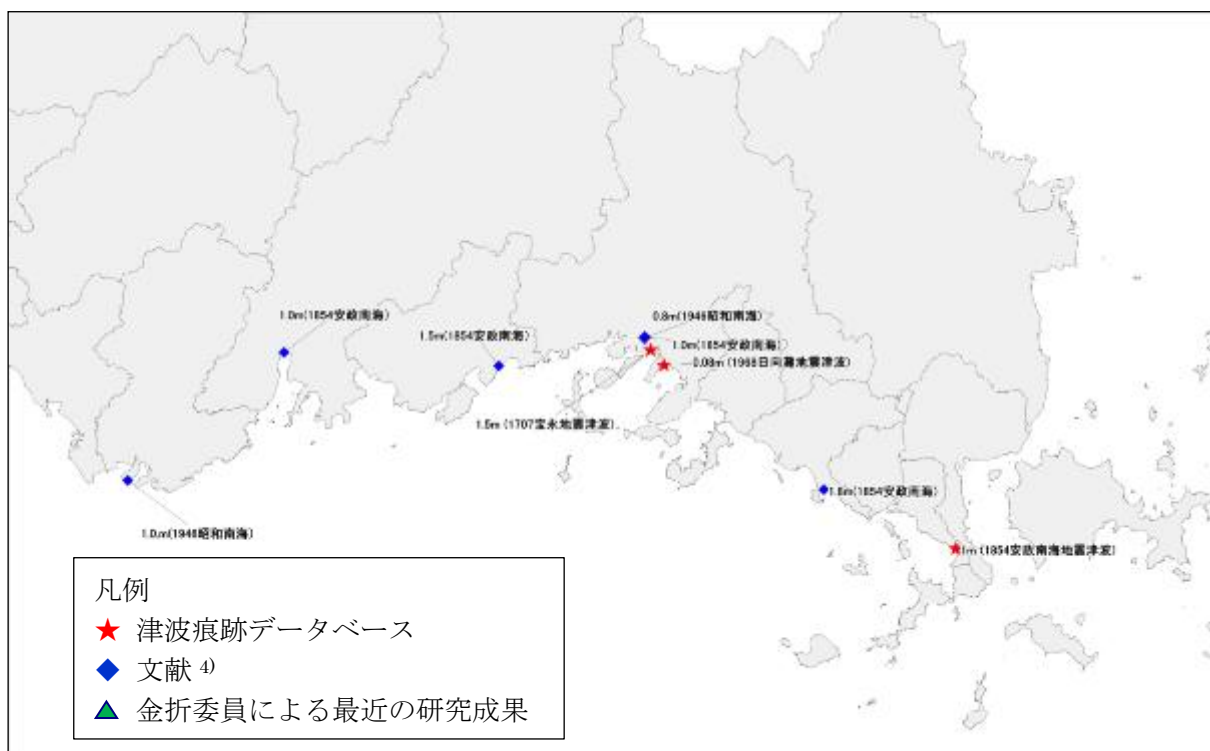 0.8m(1946昭和南海)
1.0m(1854安政南海)
1.5m(1854安政南海)
1.0m(1854安政南海)
0.08m (1968日向灘地震津波)
1.5m (1707宝永地震津波)
1.8m(1854安政南海)
1.0m(1946昭和南海)
1m (1854安政南海地震津波)
凡例
津波痕跡データベース
文献 4)
金折委員による最近の研究成果